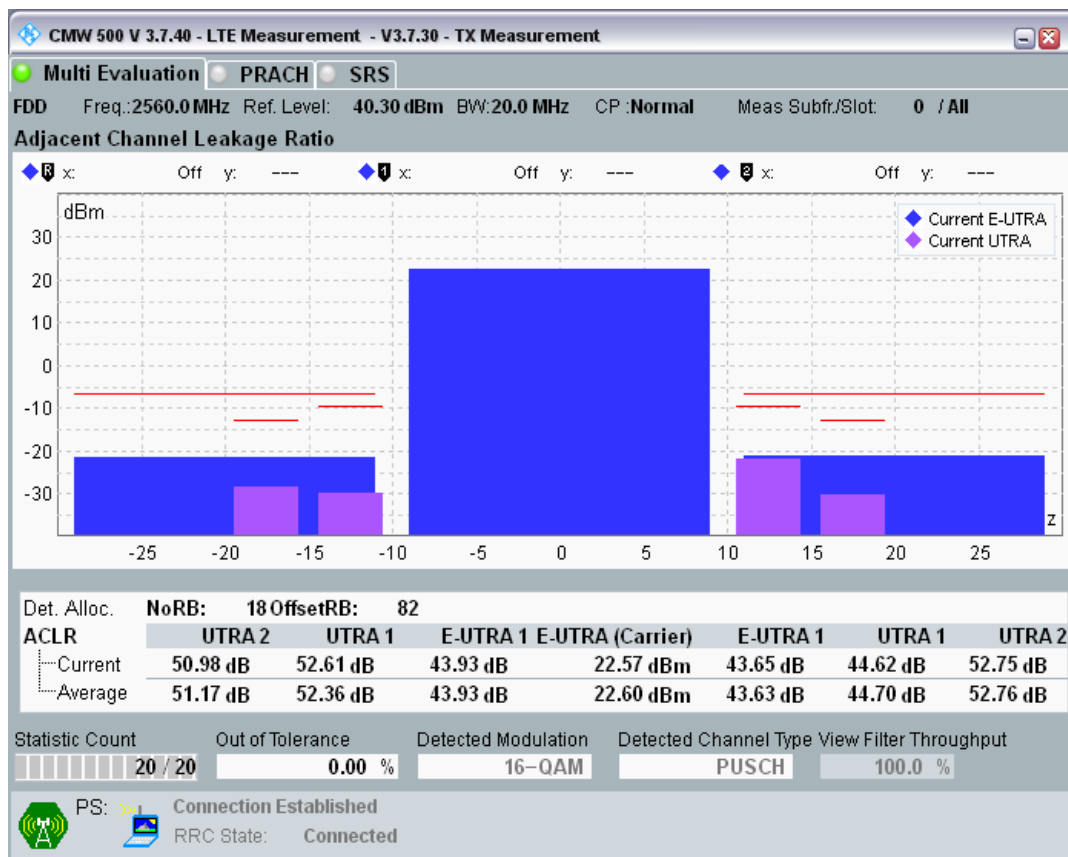 CMW 500 V 3.7.40 - LTE Measurement - V3.7.30 - TX Measurement
Multi Evaluation PRACH SRS
FDD Freq.:2560.0 MHz Ref. Level: 40.30 dBm BW:20.0 MHz CP :Normal Meas Subfr./Slot: 0 / All
Adjacent Channel Leakage Ratio
R x: Off y: --- 1 x: Off y: --- 2 x: Off y: ---
dBm
Current E-UTRA
Current UTRA
30
20
10
0
-10
-20
-30
z
-25 -20 -15 -10 -5 0 5 10 15 20 25
Det. Alloc. NoRB: 18 OffsetRB: 82
ACLR UTRA 2 UTRA 1 E-UTRA 1 E-UTRA (Carrier) E-UTRA 1 UTRA 1 UTRA 2
Current 50.98 dB 52.61 dB 43.93 dB 22.57 dBm 43.65 dB 44.62 dB 52.75 dB
Average 51.17 dB 52.36 dB 43.93 dB 22.60 dBm 43.63 dB 44.70 dB 52.76 dB
Statistic Count Out of Tolerance Detected Modulation Detected Channel Type View Filter Throughput
20 / 20 0.00 % 16-QAM PUSCH 100.0 %
PS: Connection Established
RRC State: Connected